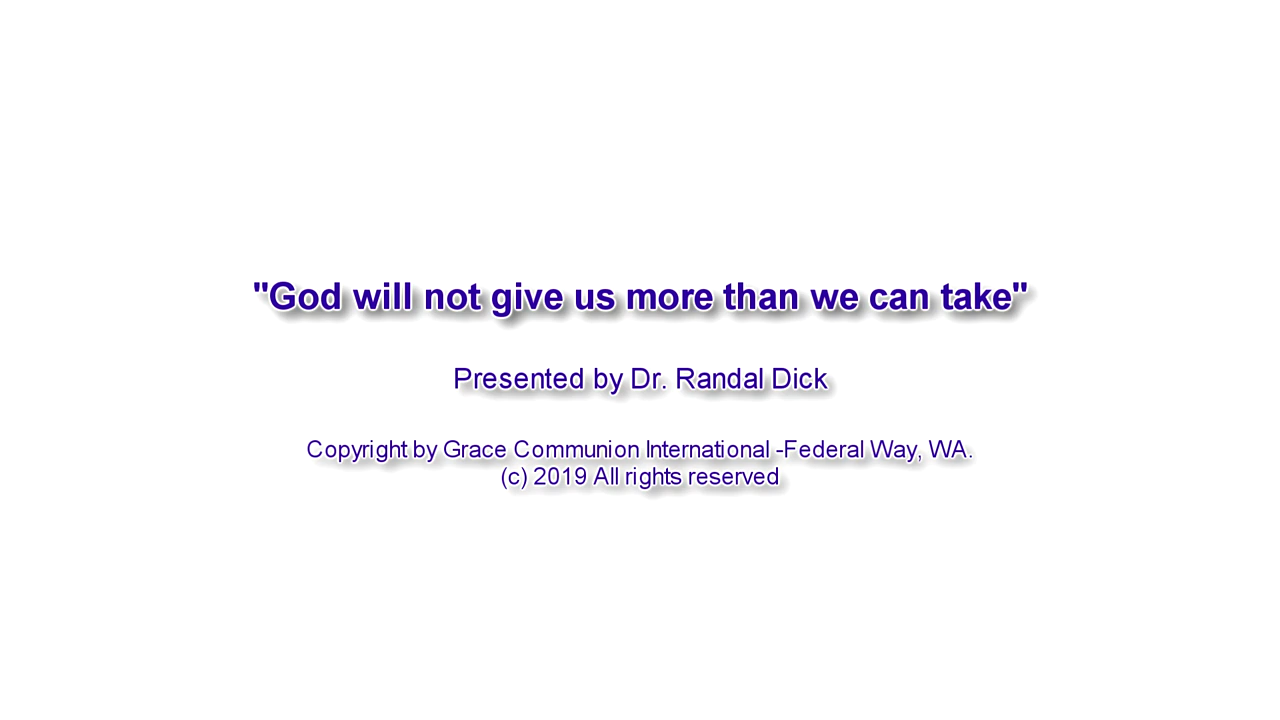 "God will not give us more than we can take"
Presented by Dr. Randal Dick
Copyright by Grace Communion International -Federal Way, WA.
(c) 2019 All rights reserved